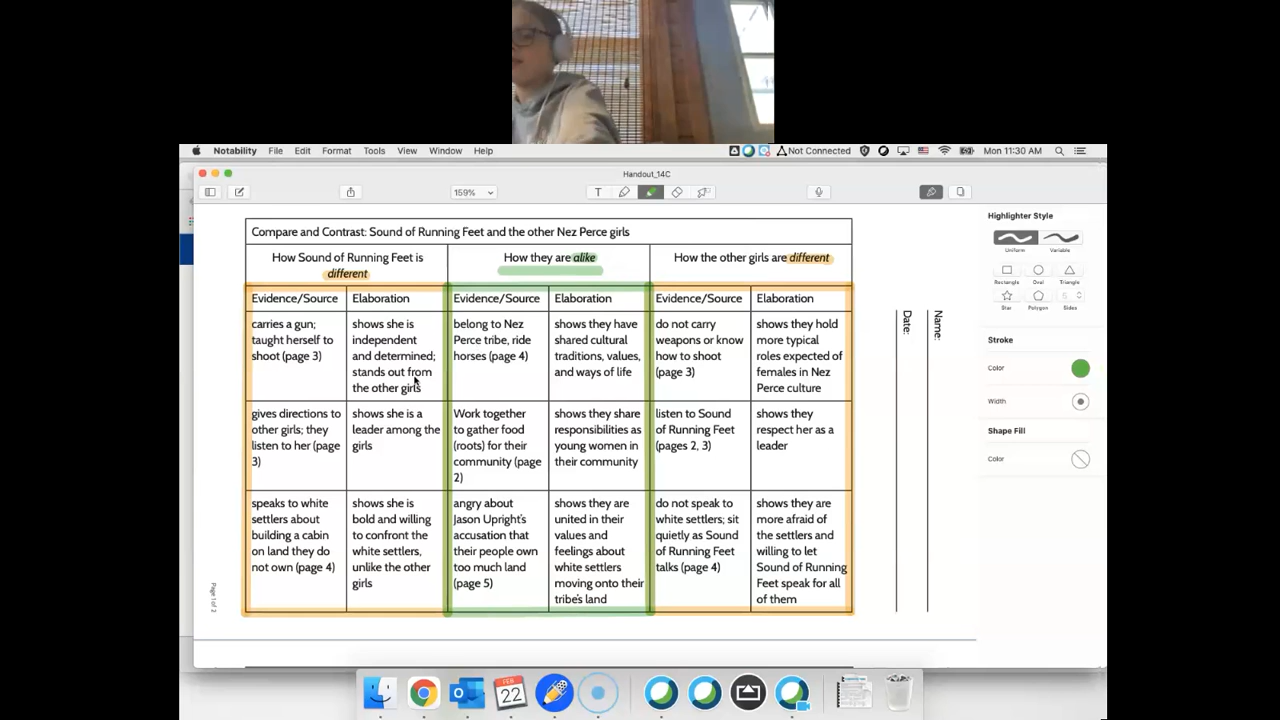 Notability File Edit Format View Window Help
Not Connected Mon 11:30 AM
Handout_14C
159%
T
Compare and Contrast: Sound of Running Feet and the other Nez Perce girls
How Sound of Running Feet is
different
How they are alike
How the other girls are different
Evidence/Source
Elaboration
Evidence/Source
Elaboration
Evidence/Source
Elaboration
carries a gun;
taught herself to
shoot (page 3)
shows she is
independent
and determined;
stands out from
the other girls
belong to Nez
Perce tribe, ride
horses (page 4)
shows they have
shared cultural
traditions, values,
and ways of life
do not carry
weapons or know
how to shoot
(page 3)
shows they hold
more typical
roles expected of
females in Nez
Perce culture
gives directions to
other girls; they
listen to her (page
3)
shows she is a
leader among the
girls
Work together
to gather food
(roots) for their
community (page
2)
shows they share
responsibilities as
young women in
their community
listen to Sound
of Running Feet
(pages 2, 3)
shows they
respect her as a
leader
speaks to white
settlers about
building a cabin
on land they do
not own (page 4)
shows she is
bold and willing
to confront the
white settlers,
unlike the other
girls
angry about
Jason Upright's
accusation that
their people own
too much land
(page 5)
shows they are
united in their
values and
feelings about
white settlers
moving onto their
tribe's land
do not speak to
white settlers; sit
quietly as Sound
of Running Feet
talks (page 4)
shows they are
more afraid of
the settlers and
willing to let
Sound of Running
Feet speak for all
of them
Name:
Date:
Page 1 of 2
Highlighter Style
Uniform Variable
Rectangle Oval Triangle
Star Polygon 5 Sides
Stroke
Color
Width
Shape Fill
Color
FEB
22